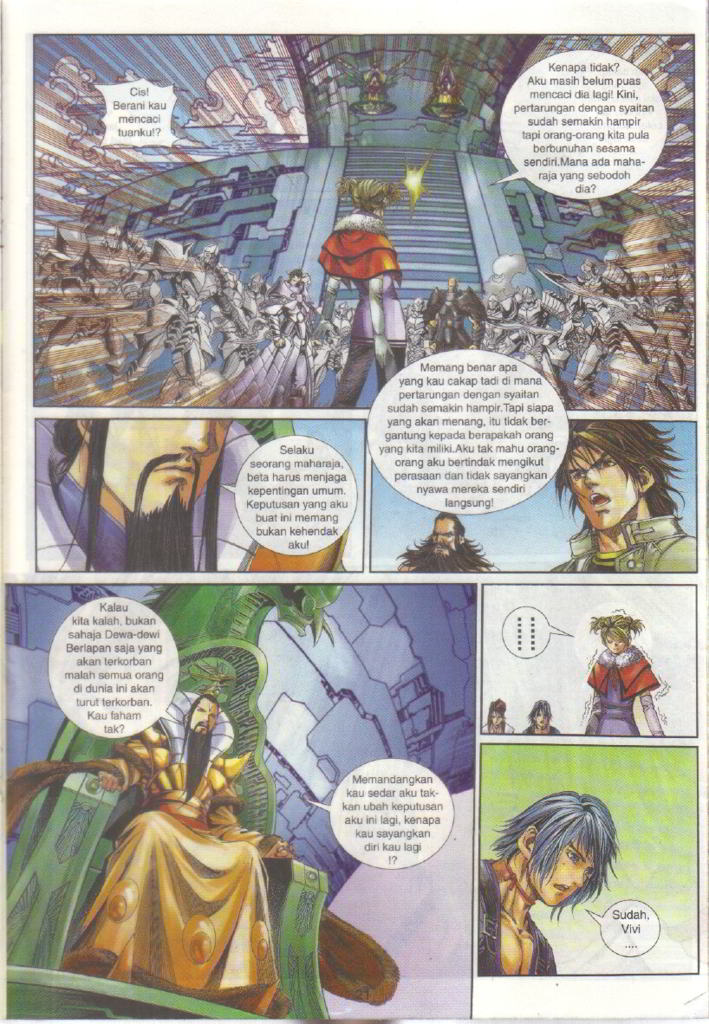 Cis!
Berani kau
mencaci
tuanku!?
Kenapa tidak?
Aku masih belum puas
mencaci dia lagi! Kini,
pertarungan dengan syaitan
sudah semakin hampir
tapi orang-orang kita pula
berbunuhan sesama
sendiri.Mana ada maha-
raja yang sebodoh
dia?
Memang benar apa
yang kau cakap tadi di mana
pertarungan dengan syaitan
sudah semakin hampir.Tapi siapa
yang akan menang, itu tidak ber-
gantung kepada berapakah orang
yang kita miliki.Aku tak mahu orang-
orang aku bertindak mengikut
perasaan dan tidak sayangkan
nyawa mereka sendiri
langsung!
Selaku
seorang maharaja,
beta harus menjaga
kepentingan umum.
Keputusan yang aku
buat ini memang
bukan kehendak
aku!
Kalau
kita kalah, bukan
sahaja Dewa-dewi
Berlapan saja yang
akan terkorban
malah semua orang
di dunia ini akan
turut terkorban.
Kau faham
tak?
!!
Memandangkan
kau sedar aku tak-
kan ubah keputusan
aku ini lagi, kenapa
kau sayangkan
diri kau lagi
!?
Sudah,
Vivi
....